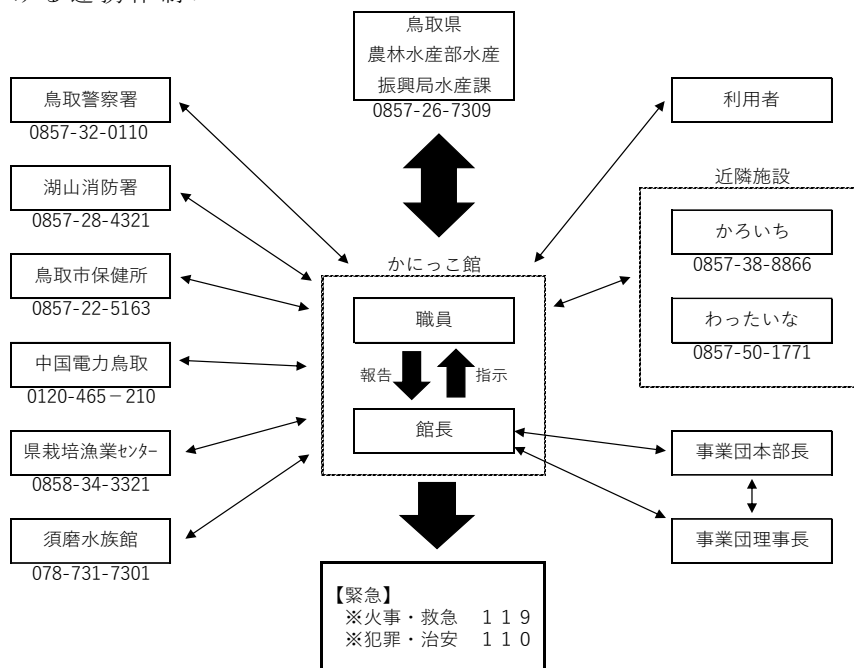 鳥取県
農林水産部水産
振興局水産課
0857-26-7309
鳥取警察署
0857-32-0110
湖山消防署
0857-28-4321
鳥取市保健所
0857-22-5163
中国電力鳥取
0120-465－210
県栽培漁業ｾﾝﾀｰ
0858-34-3321
須磨水族館
078-731-7301
かにっこ館
職員
報告
指示
館長
利用者
近隣施設
かろいち
0857-38-8866
わったいな
0857-50-1771
事業団本部長
事業団理事長
【緊急】
※火事・救急　１１９
※犯罪・治安　１１０